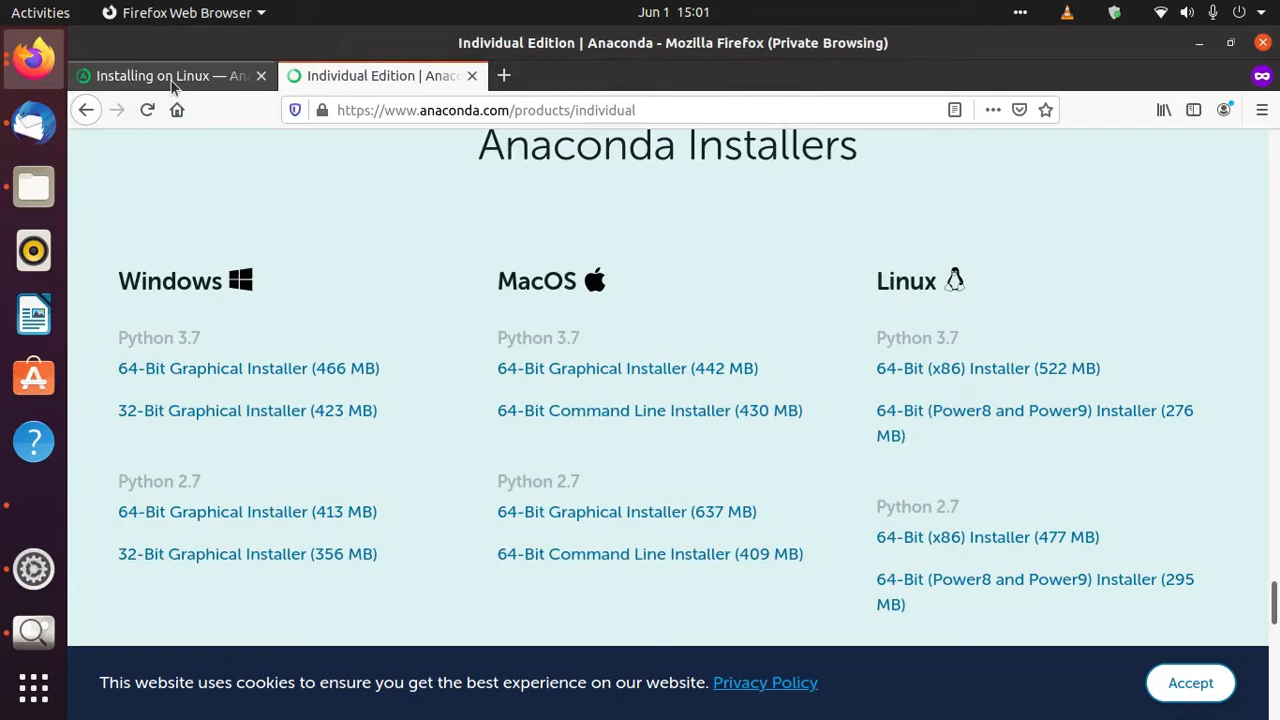 Activities
Firefox Web Browser
Jun 1 15:01
Individual Edition | Anaconda - Mozilla Firefox (Private Browsing)
Installing on Linux — An
Individual Edition | Anac
https://www.anaconda.com/products/individual
Anaconda Installers
Windows
Python 3.7
64-Bit Graphical Installer (466 MB)
32-Bit Graphical Installer (423 MB)
Python 2.7
64-Bit Graphical Installer (413 MB)
32-Bit Graphical Installer (356 MB)
MacOS
Python 3.7
64-Bit Graphical Installer (442 MB)
64-Bit Command Line Installer (430 MB)
Python 2.7
64-Bit Graphical Installer (637 MB)
64-Bit Command Line Installer (409 MB)
Linux
Python 3.7
64-Bit (x86) Installer (522 MB)
64-Bit (Power8 and Power9) Installer (276
MB)
Python 2.7
64-Bit (x86) Installer (477 MB)
64-Bit (Power8 and Power9) Installer (295
MB)
This website uses cookies to ensure you get the best experience on our website. Privacy Policy
Accept